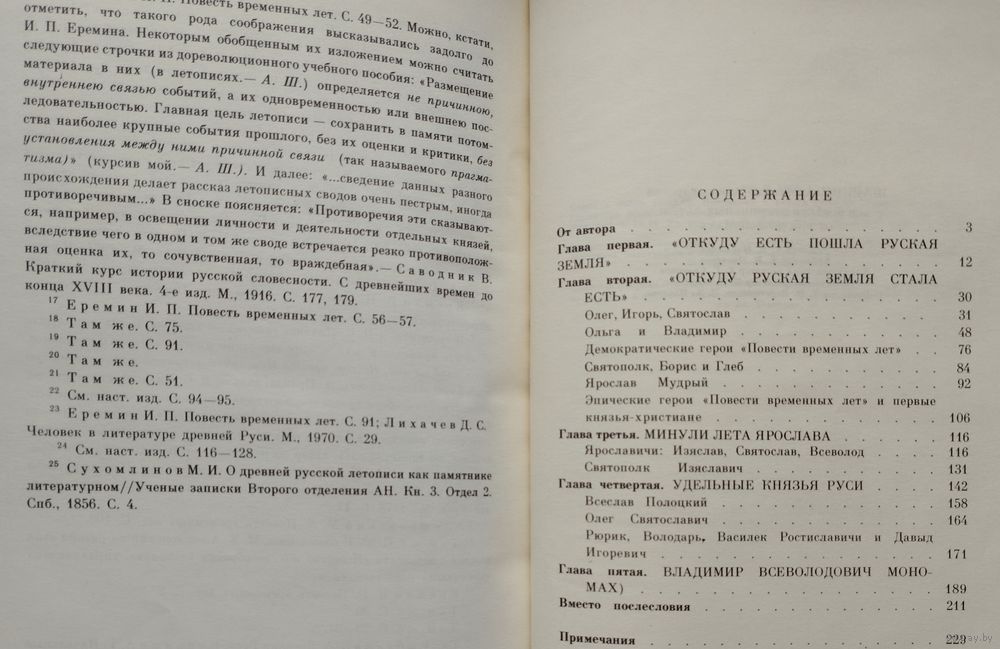 Повесть временных лет. С. 49—52. Можно, кстати,
отметить, что такого рода соображения высказывались задолго до
И. П. Еремина. Некоторым обобщенным их изложением можно считать
следующие строчки из дореволюционного учебного пособия: «Размещение
материала в них (в летописях.— А. Ш.) определяется не причинною,
внутреннею связью событий, а их одновременностью или внешнею пос-
ледовательностью. Главная цель летописи — сохранить в памяти потом-
ства наиболее крупные события прошлого, без их оценки и критики, без
установления между ними причинной связи (так называемого прагма-
тизма)» (курсив мой.— А. Ш.). И далее: «...сведение данных разного
происхождения делает рассказ летописных сводов очень пестрым, иногда
противоречивым...» В сноске поясняется: «Противоречия эти сказывают-
ся, например, в освещении личности и деятельности отдельных князей,
вследствие чего в одном и том же своде встречается резко противополож-
ная оценка их, то сочувственная, то враждебная».— Саводник В.
Краткий курс истории русской словесности. С древнейших времен до
конца XVIII века. 4-е изд. М., 1916. С. 177, 179.
17 Еремин И. П. Повесть временных лет. С. 56—57.
18 Там же. С. 75.
19 Там же. С. 91.
20 Там же.
21 Там же. С. 51.
22 См. наст. изд. С. 94—95.
23 Еремин И. П. Повесть временных лет. С. 91; Лихачев Д. С.
Человек в литературе древней Руси. М., 1970. С. 29.
24 См. наст. изд. С. 116—128.
25 Сухомлинов М. И. О древней русской летописи как памятнике
литературном//Ученые записки Второго отделения АН. Кн. 3. Отдел 2.
Спб., 1856. С. 4.
СОДЕРЖАНИЕ
От автора . . . . . . . . . . . . 3
Глава первая. «ОТКУДУ ЕСТЬ ПОШЛА РУСКАЯ
ЗЕМЛЯ» . . . . . . . . . . . . 12
Глава вторая. «ОТКУДУ РУСКАЯ ЗЕМЛЯ СТАЛА
ЕСТЬ» . . . . . . . . . . . . 30
Олег, Игорь, Святослав . . . . . . . . 31
Ольга и Владимир . . . . . . . . 48
Демократические герои «Повести временных лет» . . 76
Святополк, Борис и Глеб . . . . . . . 84
Ярослав Мудрый . . . . . . . . 92
Эпические герои «Повести временных лет» и первые
князья-христиане . . . . . . . . 106
Глава третья. МИНУЛИ ЛЕТА ЯРОСЛАВА . . . . 116
Ярославичи: Изяслав, Святослав, Всеволод . . . 116
Святополк Изяславич . . . . . . . 131
Глава четвертая. УДЕЛЬНЫЕ КНЯЗЬЯ РУСИ . . . . 142
Всеслав Полоцкий . . . . . . . . 158
Олег Святославич . . . . . . . . 164
Рюрик, Володарь, Василек Ростиславичи и Давыд
Игоревич . . . . . . . . . . 171
Глава пятая. ВЛАДИМИР ВСЕВОЛОДОВИЧ МОНО-
МАХ) . . . . . . . . . . . 189
Вместо послесловия . . . . . . . . . 211
Примечания . . . . . . . . . . . 229